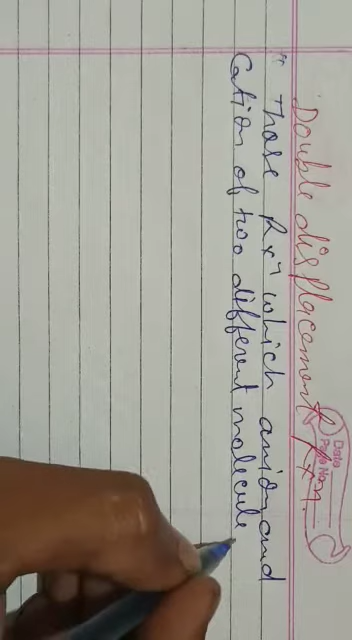 Date
Page No.
Double displacement Rxn.
" Those Rxn which anion and
Cation of two different molecule